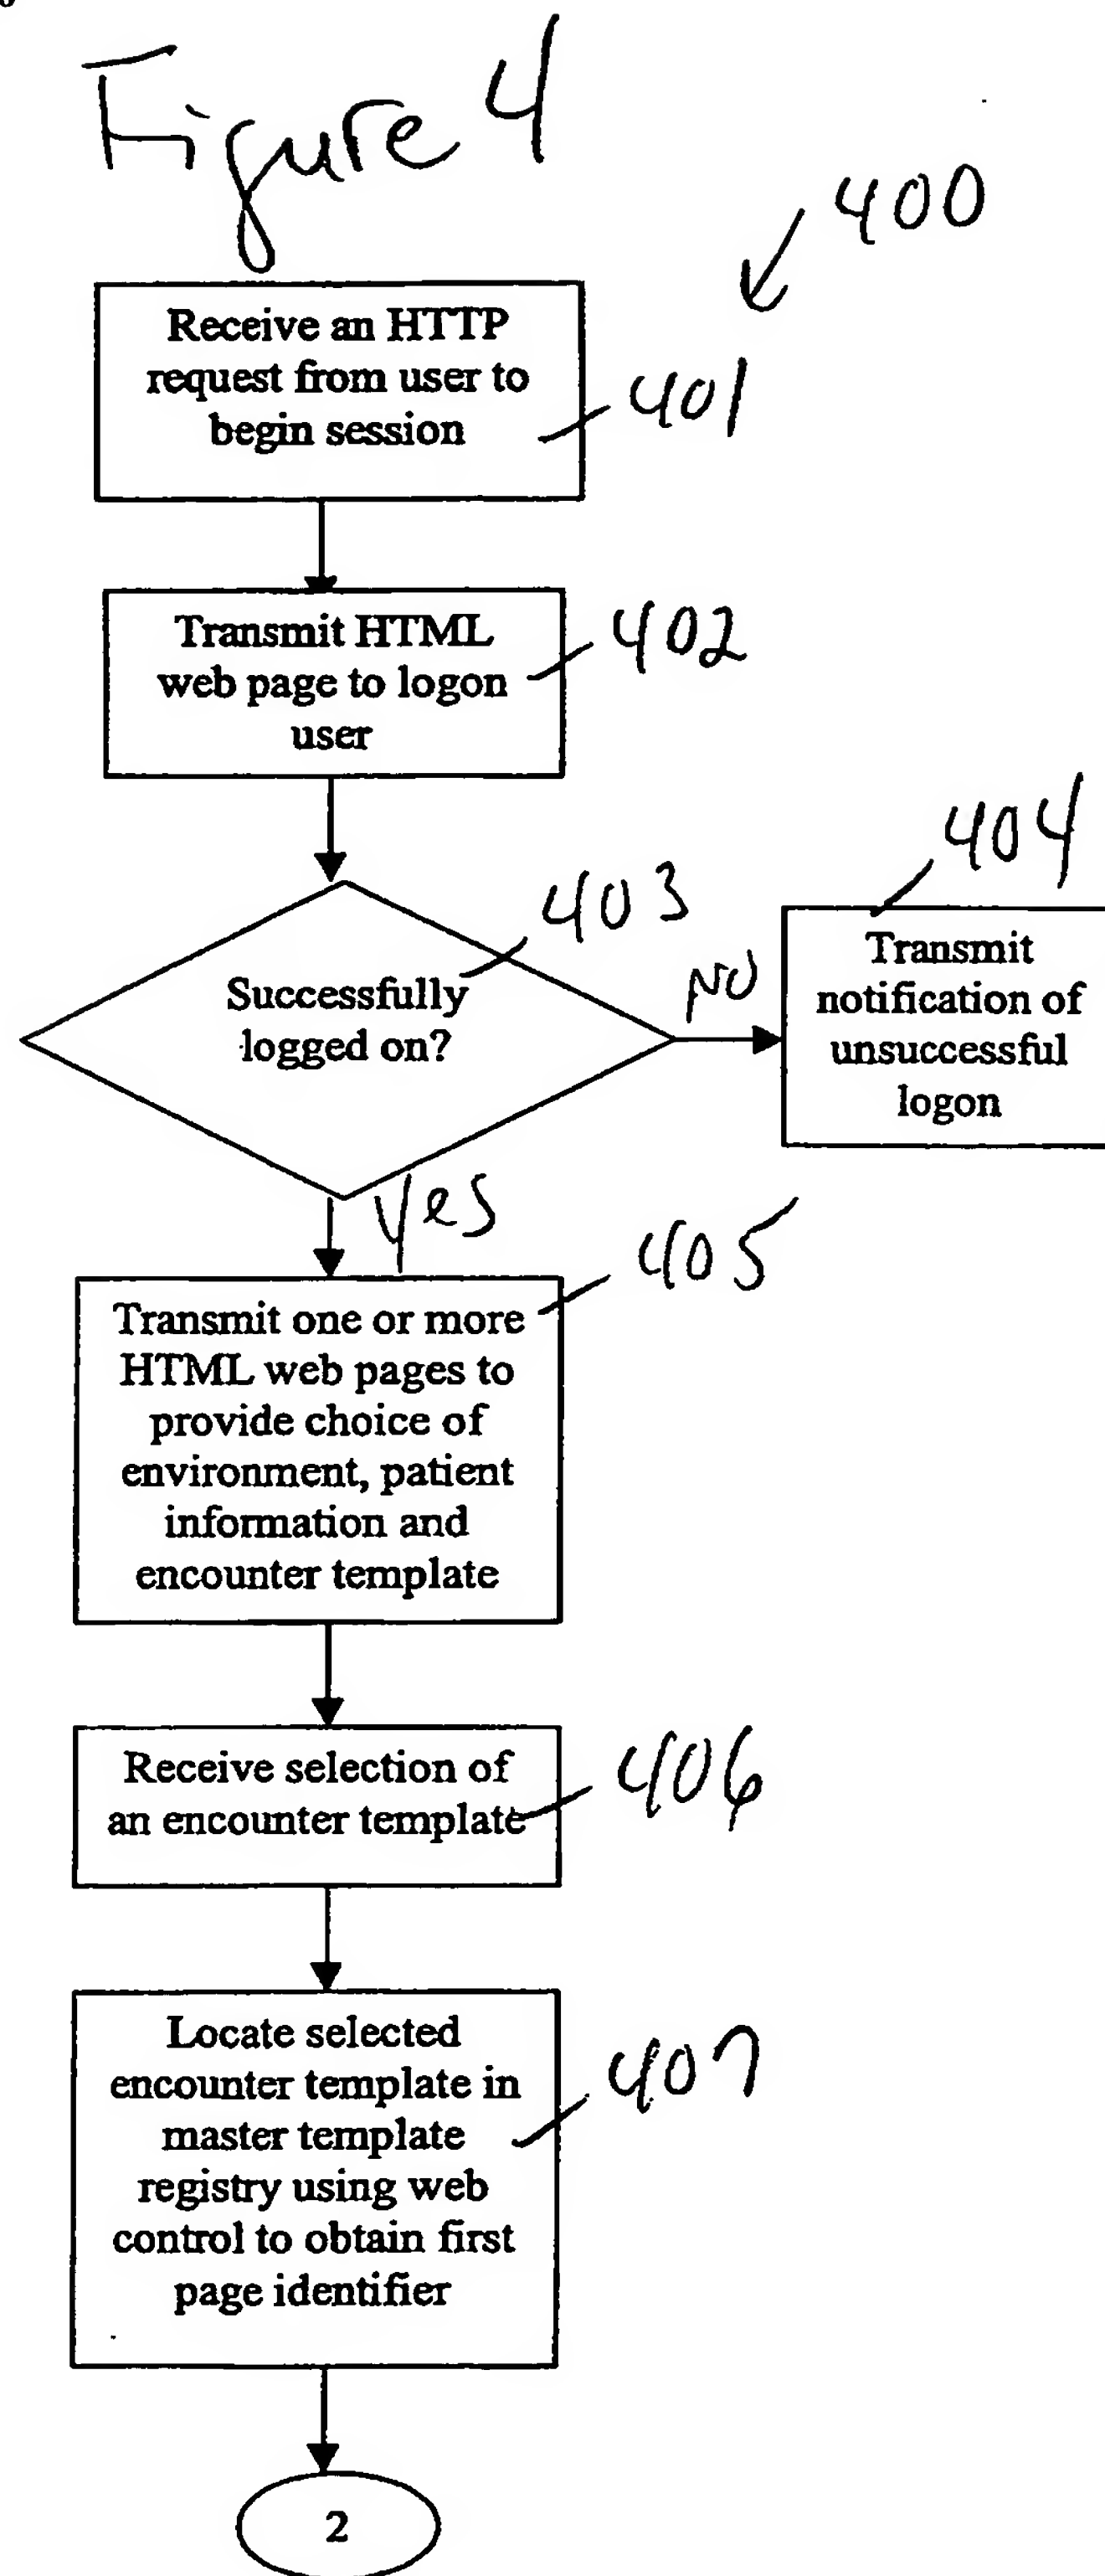 Figure 4
400
Receive an HTTP
request from user to
begin session
401
Transmit HTML
web page to logon
user
402
Successfully
logged on?
403
NO
404
Transmit
notification of
unsuccessful
logon
Yes
405
Transmit one or more
HTML web pages to
provide choice of
environment, patient
information and
encounter template
Receive selection of
an encounter template
406
Locate selected
encounter template in
master template
registry using web
control to obtain first
page identifier
407
2